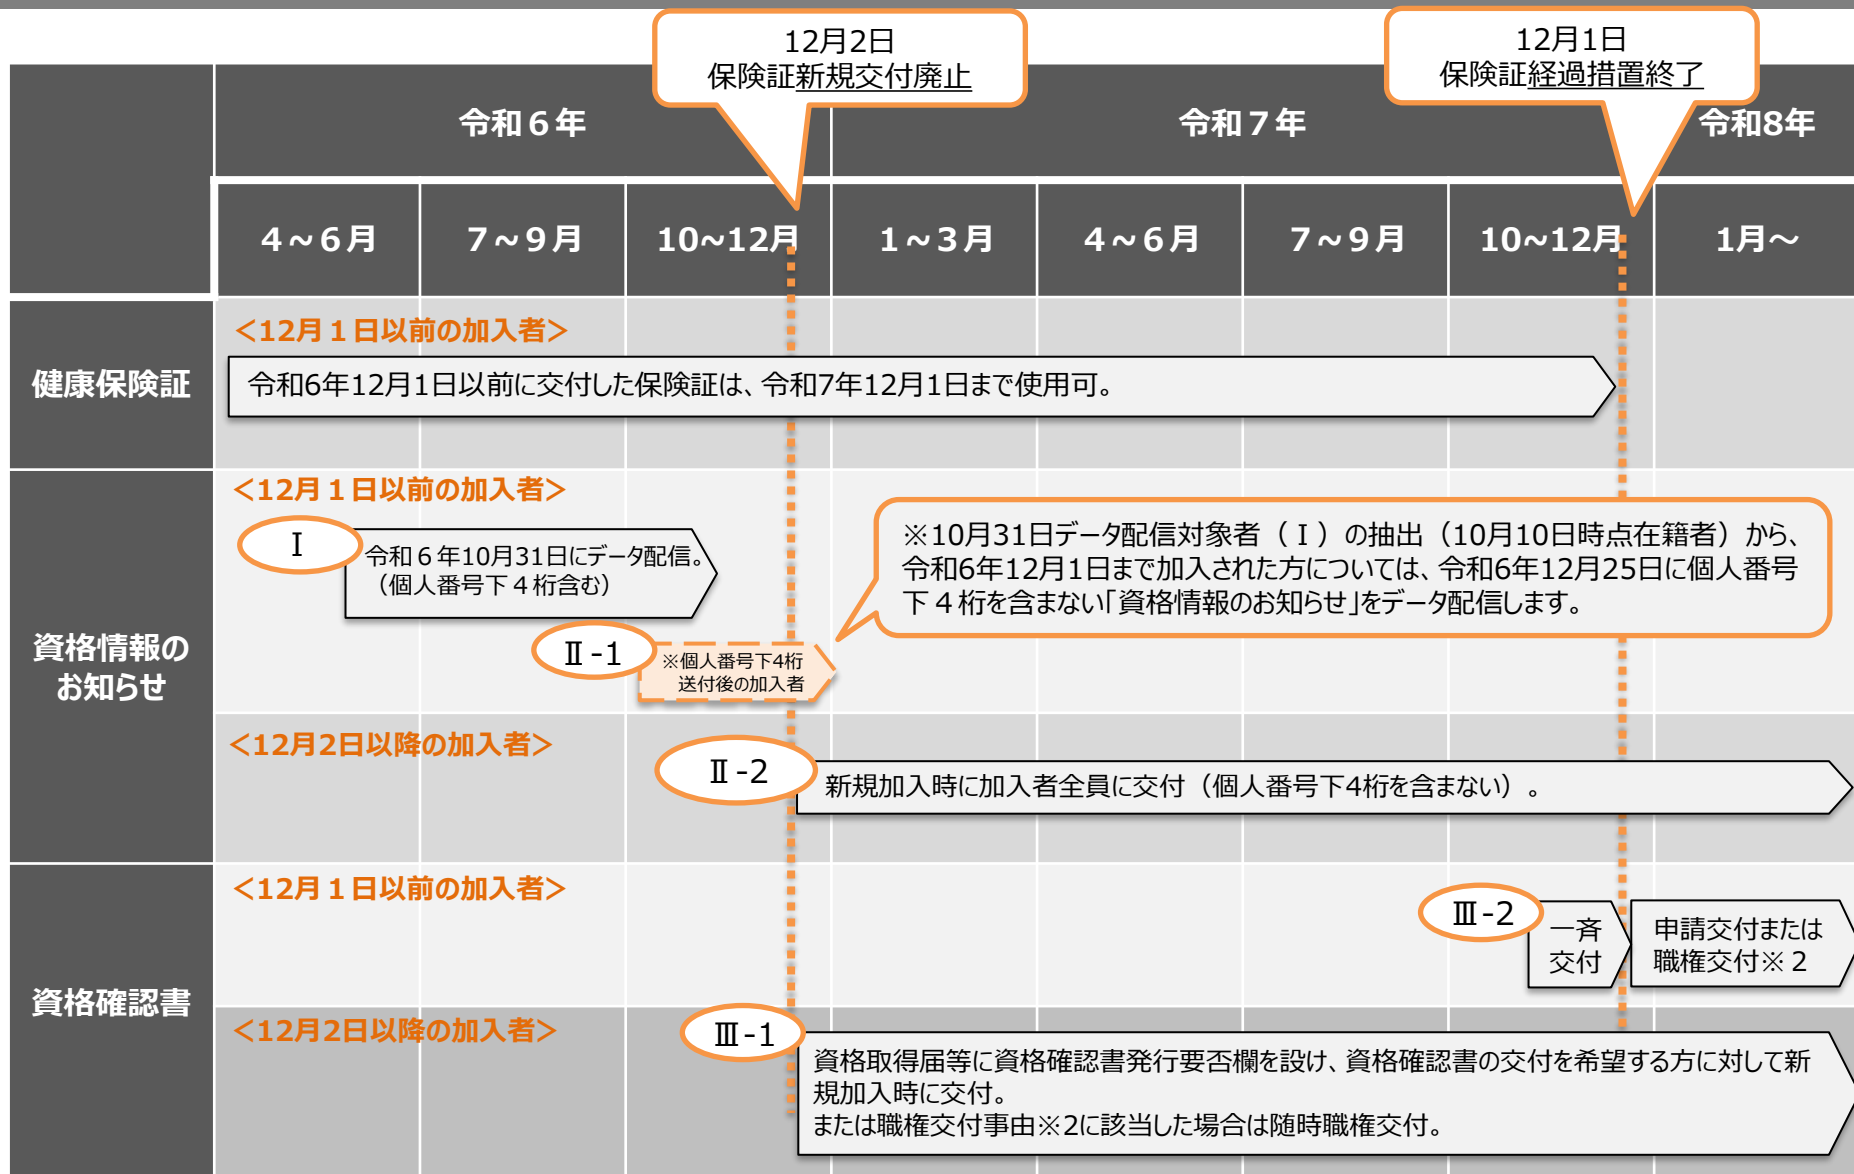 12月2日
保険証新規交付廃止
12月1日
保険証経過措置終了
令和６年
令和７年
令和8年
４~６月
７~９月
10~12月
１~３月
４~６月
７~９月
10~12月
1月～
健康保険証
<12月１日以前の加入者>
令和6年12月1日以前に交付した保険証は、令和7年12月1日まで使用可。
資格情報の
お知らせ
<12月１日以前の加入者>
Ⅰ
令和６年10月31日にデータ配信。
（個人番号下４桁含む）
※10月31日データ配信対象者（Ⅰ）の抽出（10月10日時点在籍者）から、
令和6年12月1日まで加入された方については、令和6年12月25日に個人番号
下４桁を含まない「資格情報のお知らせ」をデータ配信します。
Ⅱ-1
※個人番号下4桁
送付後の加入者
<12月2日以降の加入者>
Ⅱ-2
新規加入時に加入者全員に交付（個人番号下4桁を含まない）。
資格確認書
<12月１日以前の加入者>
Ⅲ-2
一斉
交付
申請交付または
職権交付※２
<12月2日以降の加入者>
Ⅲ-1
資格取得届等に資格確認書発行要否欄を設け、資格確認書の交付を希望する方に対して新
規加入時に交付。
または職権交付事由※2に該当した場合は随時職権交付。